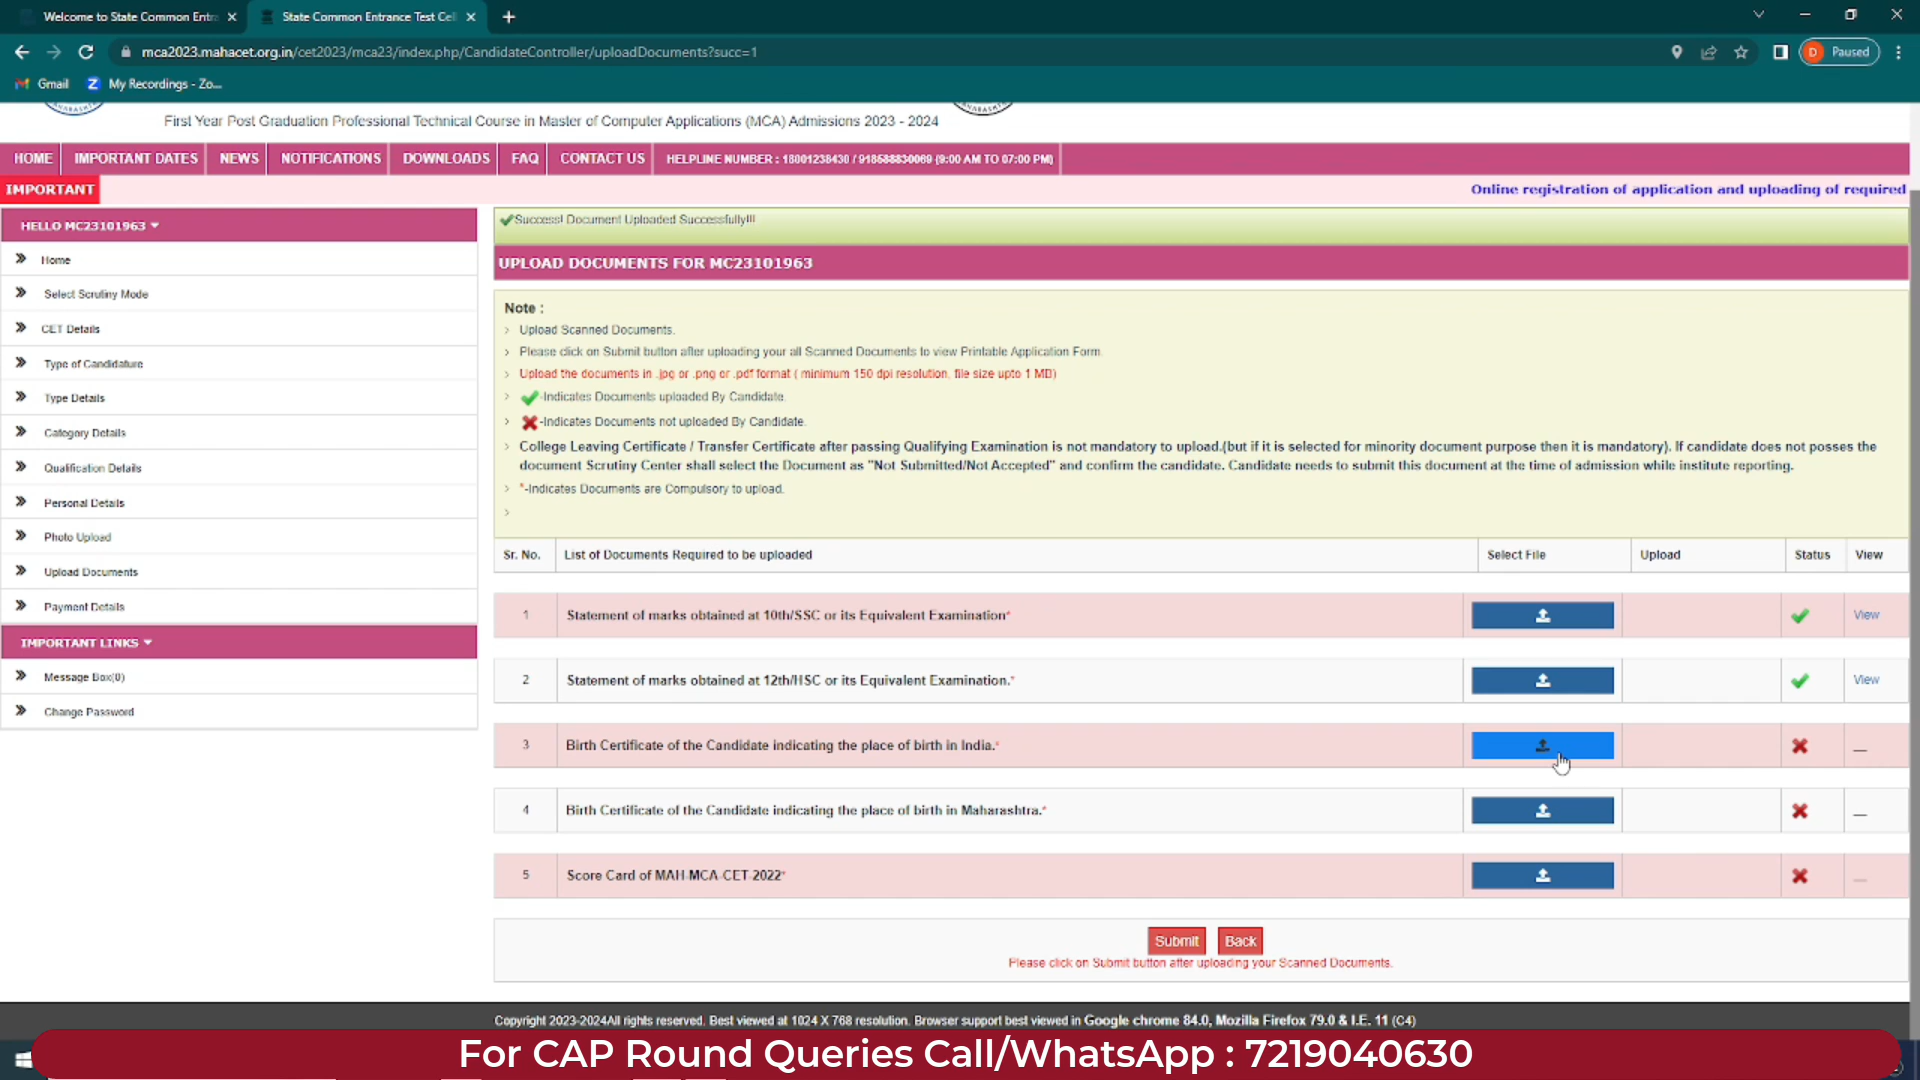 Welcome to State Common Entr
State Common Entrance Test Cel
mca2023.mahacet.org.in/cet2023/mca23/index.php/CandidateController/uploadDocuments?succ=1
D Paused
Gmail
My Recordings - Zo...
First Year Post Graduation Professional Technical Course in Master of Computer Applications (MCA) Admissions 2023 - 2024
HOME IMPORTANT DATES NEWS NOTIFICATIONS DOWNLOADS FAQ CONTACT US HELPLINE NUMBER : 18001238430 / 918588830069 (9:00 AM TO 07:00 PM)
IMPORTANT
Online registration of application and uploading of required
HELLO MC23101963
Home
Select Scrutiny Mode
CET Details
Type of Candidature
Type Details
Category Details
Qualification Details
Personal Details
Photo Upload
Upload Documents
Payment Details
IMPORTANT LINKS
Message Box(0)
Change Password
Success! Document Uploaded Successfully!!!
UPLOAD DOCUMENTS FOR MC23101963
Note :
Upload Scanned Documents.
Please click on Submit button after uploading your all Scanned Documents to view Printable Application Form.
Upload the documents in .jpg or .png or .pdf format ( minimum 150 dpi resolution, file size upto 1 MB)
-Indicates Documents uploaded By Candidate.
-Indicates Documents not uploaded By Candidate.
College Leaving Certificate / Transfer Certificate after passing Qualifying Examination is not mandatory to upload.(but if it is selected for minority document purpose then it is mandatory). If candidate does not posses the
document Scrutiny Center shall select the Document as "Not Submitted/Not Accepted" and confirm the candidate. Candidate needs to submit this document at the time of admission while institute reporting.
*-Indicates Documents are Compulsory to upload.
Sr. No. List of Documents Required to be uploaded Select File Upload Status View
1 Statement of marks obtained at 10th/SSC or its Equivalent Examination* View
2 Statement of marks obtained at 12th/HSC or its Equivalent Examination.* View
3 Birth Certificate of the Candidate indicating the place of birth in India.* __
4 Birth Certificate of the Candidate indicating the place of birth in Maharashtra.* __
5 Score Card of MAH-MCA-CET-2022* __
Submit Back
Please click on Submit button after uploading your Scanned Documents.
Copyright 2023-2024All rights reserved. Best viewed at 1024 X 768 resolution. Browser support best viewed in Google chrome 84.0, Mozilla Firefox 79.0 & I.E. 11 (C4)
For CAP Round Queries Call/WhatsApp : 7219040630